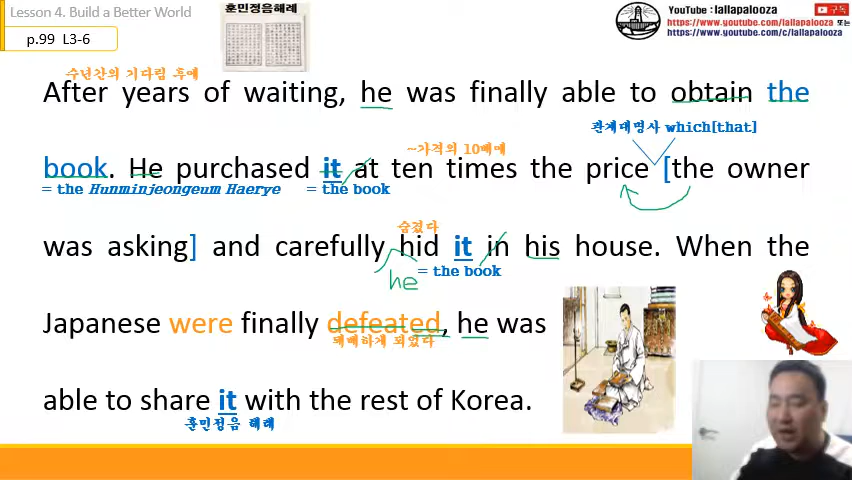 Lesson 4. Build a Better World
p.99 L3-6
훈민정음해례
YouTube : lallapalooza
구독
https://www.youtube.com/lallapalooza 또는
https://www.youtube.com/c/lallapalooza
수년간의 기다림 후에
After years of waiting, he was finally able to obtain the
관계대명사 which[that]
~가격의 10배에
book. He purchased it at ten times the price [the owner
= the Hunminjeongeum Haerye = the book
숨겼다
was asking] and carefully hid it in his house. When the
he = the book
Japanese were finally defeated, he was
패배하게 되었다
able to share it with the rest of Korea.
훈민정음 해례